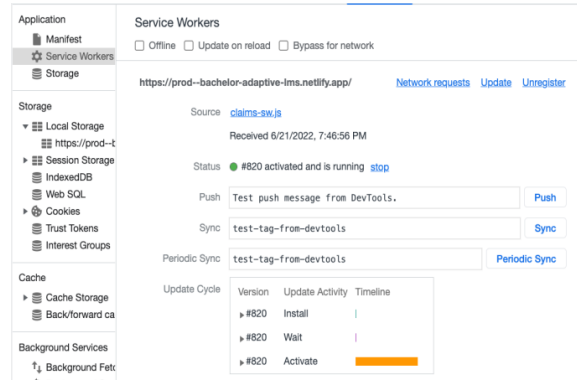 Application
Manifest
Service Workers
Storage
Storage
Local Storage
https://prod--b
Session Storage
IndexedDB
Web SQL
Cookies
Trust Tokens
Interest Groups
Cache
Cache Storage
Back/forward ca
Background Services
Background Fetc
Service Workers
Offline Update on reload Bypass for network
https://prod--bachelor-adaptive-lms.netlify.app/ Network requests Update Unregister
Source claims-sw.js
Received 6/21/2022, 7:46:56 PM
Status #820 activated and is running stop
Push Test push message from DevTools. Push
Sync test-tag-from-devtools Sync
Periodic Sync test-tag-from-devtools Periodic Sync
Update Cycle Version Update Activity Timeline
#820 Install
#820 Wait
#820 Activate